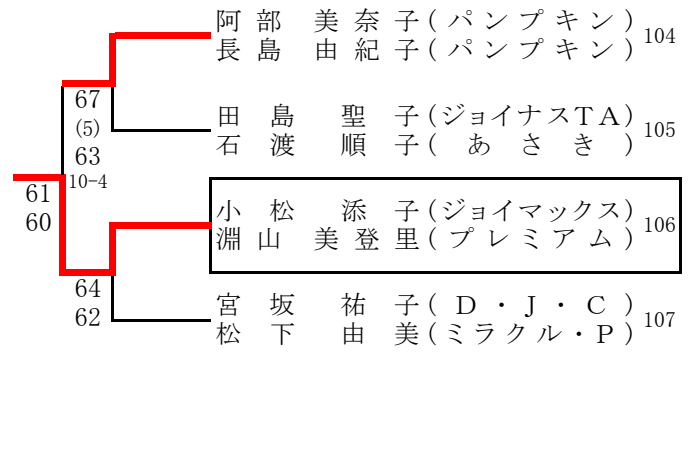 阿部 美奈子(パンプキン) 104
長島 由紀子(パンプキン)
67
(5)
63
10-4
田島 聖子(ジョイナスTA) 105
石渡 順子(あさき)
61
60
小松 添子(ジョイマックス) 106
淵山 美登里(プレミアム)
64
62
宮坂 祐子(D・J・C) 107
松下 由美(ミラクル・P)